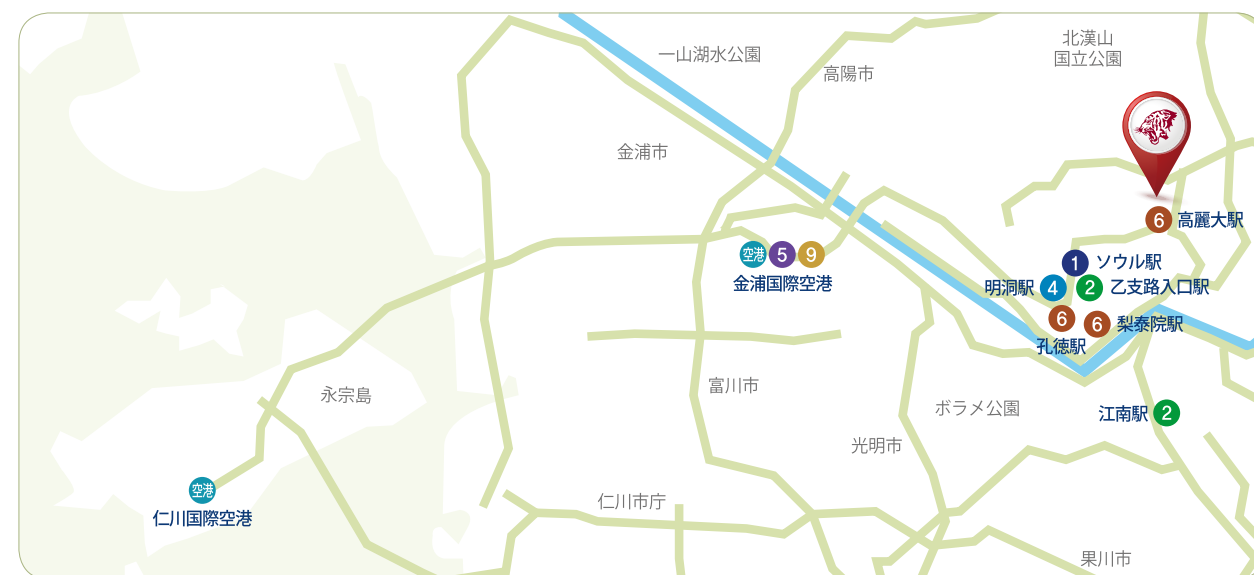 北漢山
国立公園
一山湖水公園
高陽市
金浦市
6 高麗大駅
空港 5 9
金浦国際空港
1 ソウル駅
明洞駅 4 2 乙支路入口駅
6 6 梨泰院駅
孔徳駅
富川市
永宗島
ボラメ公園
江南駅 2
光明市
空港
仁川国際空港
仁川市庁
果川市